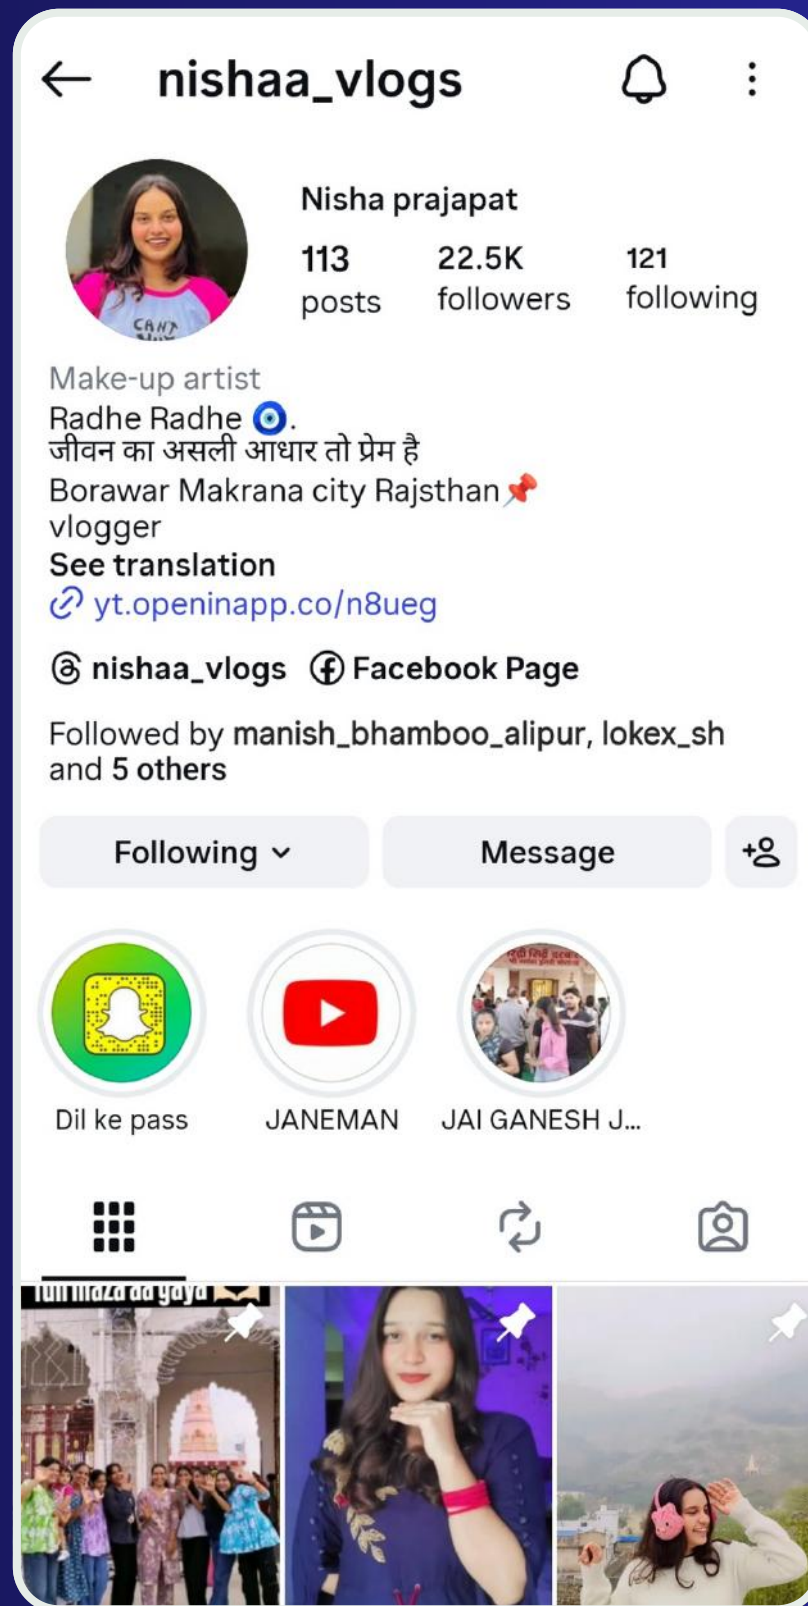 nishaa_vlogs
Nisha prajapat
113 22.5K 121
posts followers following
CANT
Make-up artist
Radhe Radhe 🧿.
जीवन का असली आधार तो प्रेम है
Borawar Makrana city Rajsthan📌
vlogger
See translation
yt.openinapp.co/n8ueg
nishaa_vlogs Facebook Page
Followed by manish_bhamboo_alipur, lokex_sh
and 5 others
Following Message
Dil ke pass JANEMAN JAI GANESH J...
full maza aa gaya